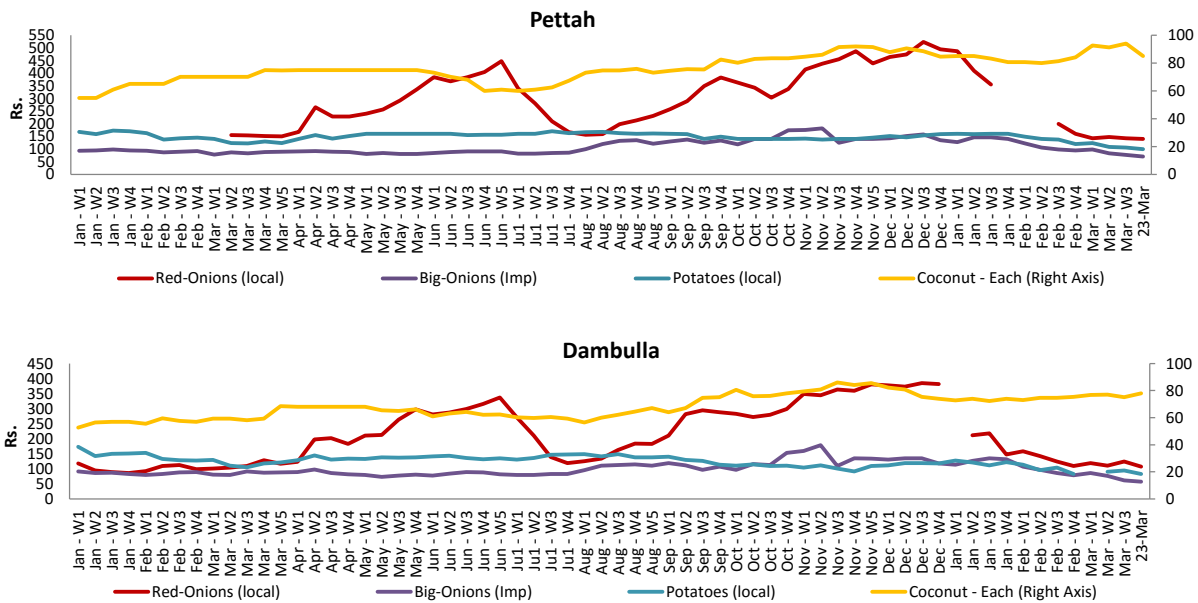 Pettah
550
500
450
400
350
300
250
200
150
100
50
0
Rs.
100
80
60
40
20
0
Jan - W1
Jan - W2
Jan - W3
Jan - W4
Feb - W1
Feb - W2
Feb - W3
Feb - W4
Mar - W1
Mar - W2
Mar - W3
Mar - W4
Mar - W5
Apr - W1
Apr - W2
Apr - W3
Apr - W4
May - W1
May - W2
May - W3
May - W4
Jun - W1
Jun - W2
Jun - W3
Jun - W4
Jun - W5
Ju1 - W1
Ju1 - W2
Ju1 - W3
Ju1 - W4
Aug - W1
Aug - W2
Aug - W3
Aug - W4
Aug - W5
Sep - W1
Sep - W2
Sep - W3
Sep - W4
Oct - W1
Oct - W2
Oct - W3
Oct - W4
Nov - W1
Nov - W2
Nov - W3
Nov - W4
Nov - W5
Dec - W1
Dec - W2
Dec - W3
Dec - W4
Jan - W1
Jan - W2
Jan - W3
Jan - W4
Feb - W1
Feb - W2
Feb - W3
Feb - W4
Mar - W1
Mar - W2
Mar - W3
23-Mar
Red-Onions (local) Big-Onions (Imp) Potatoes (local) Coconut - Each (Right Axis)
Dambulla
450
400
350
300
250
200
150
100
50
0
Rs.
100
80
60
40
20
0
Jan - W1
Jan - W2
Jan - W3
Jan - W4
Feb - W1
Feb - W2
Feb - W3
Feb - W4
Mar - W1
Mar - W2
Mar - W3
Mar - W4
Mar - W5
Apr - W1
Apr - W2
Apr - W3
Apr - W4
May - W1
May - W2
May - W3
May - W4
Jun - W1
Jun - W2
Jun - W3
Jun - W4
Jun - W5
Ju1 - W1
Ju1 - W2
Ju1 - W3
Ju1 - W4
Aug - W1
Aug - W2
Aug - W3
Aug - W4
Aug - W5
Sep - W1
Sep - W2
Sep - W3
Sep - W4
Oct - W1
Oct - W2
Oct - W3
Oct - W4
Nov - W1
Nov - W2
Nov - W3
Nov - W4
Nov - W5
Dec - W1
Dec - W2
Dec - W3
Dec - W4
Jan - W1
Jan - W2
Jan - W3
Jan - W4
Feb - W1
Feb - W2
Feb - W3
Feb - W4
Mar - W1
Mar - W2
Mar - W3
23-Mar
Red-Onions (local) Big-Onions (Imp) Potatoes (local) Coconut - Each (Right Axis)